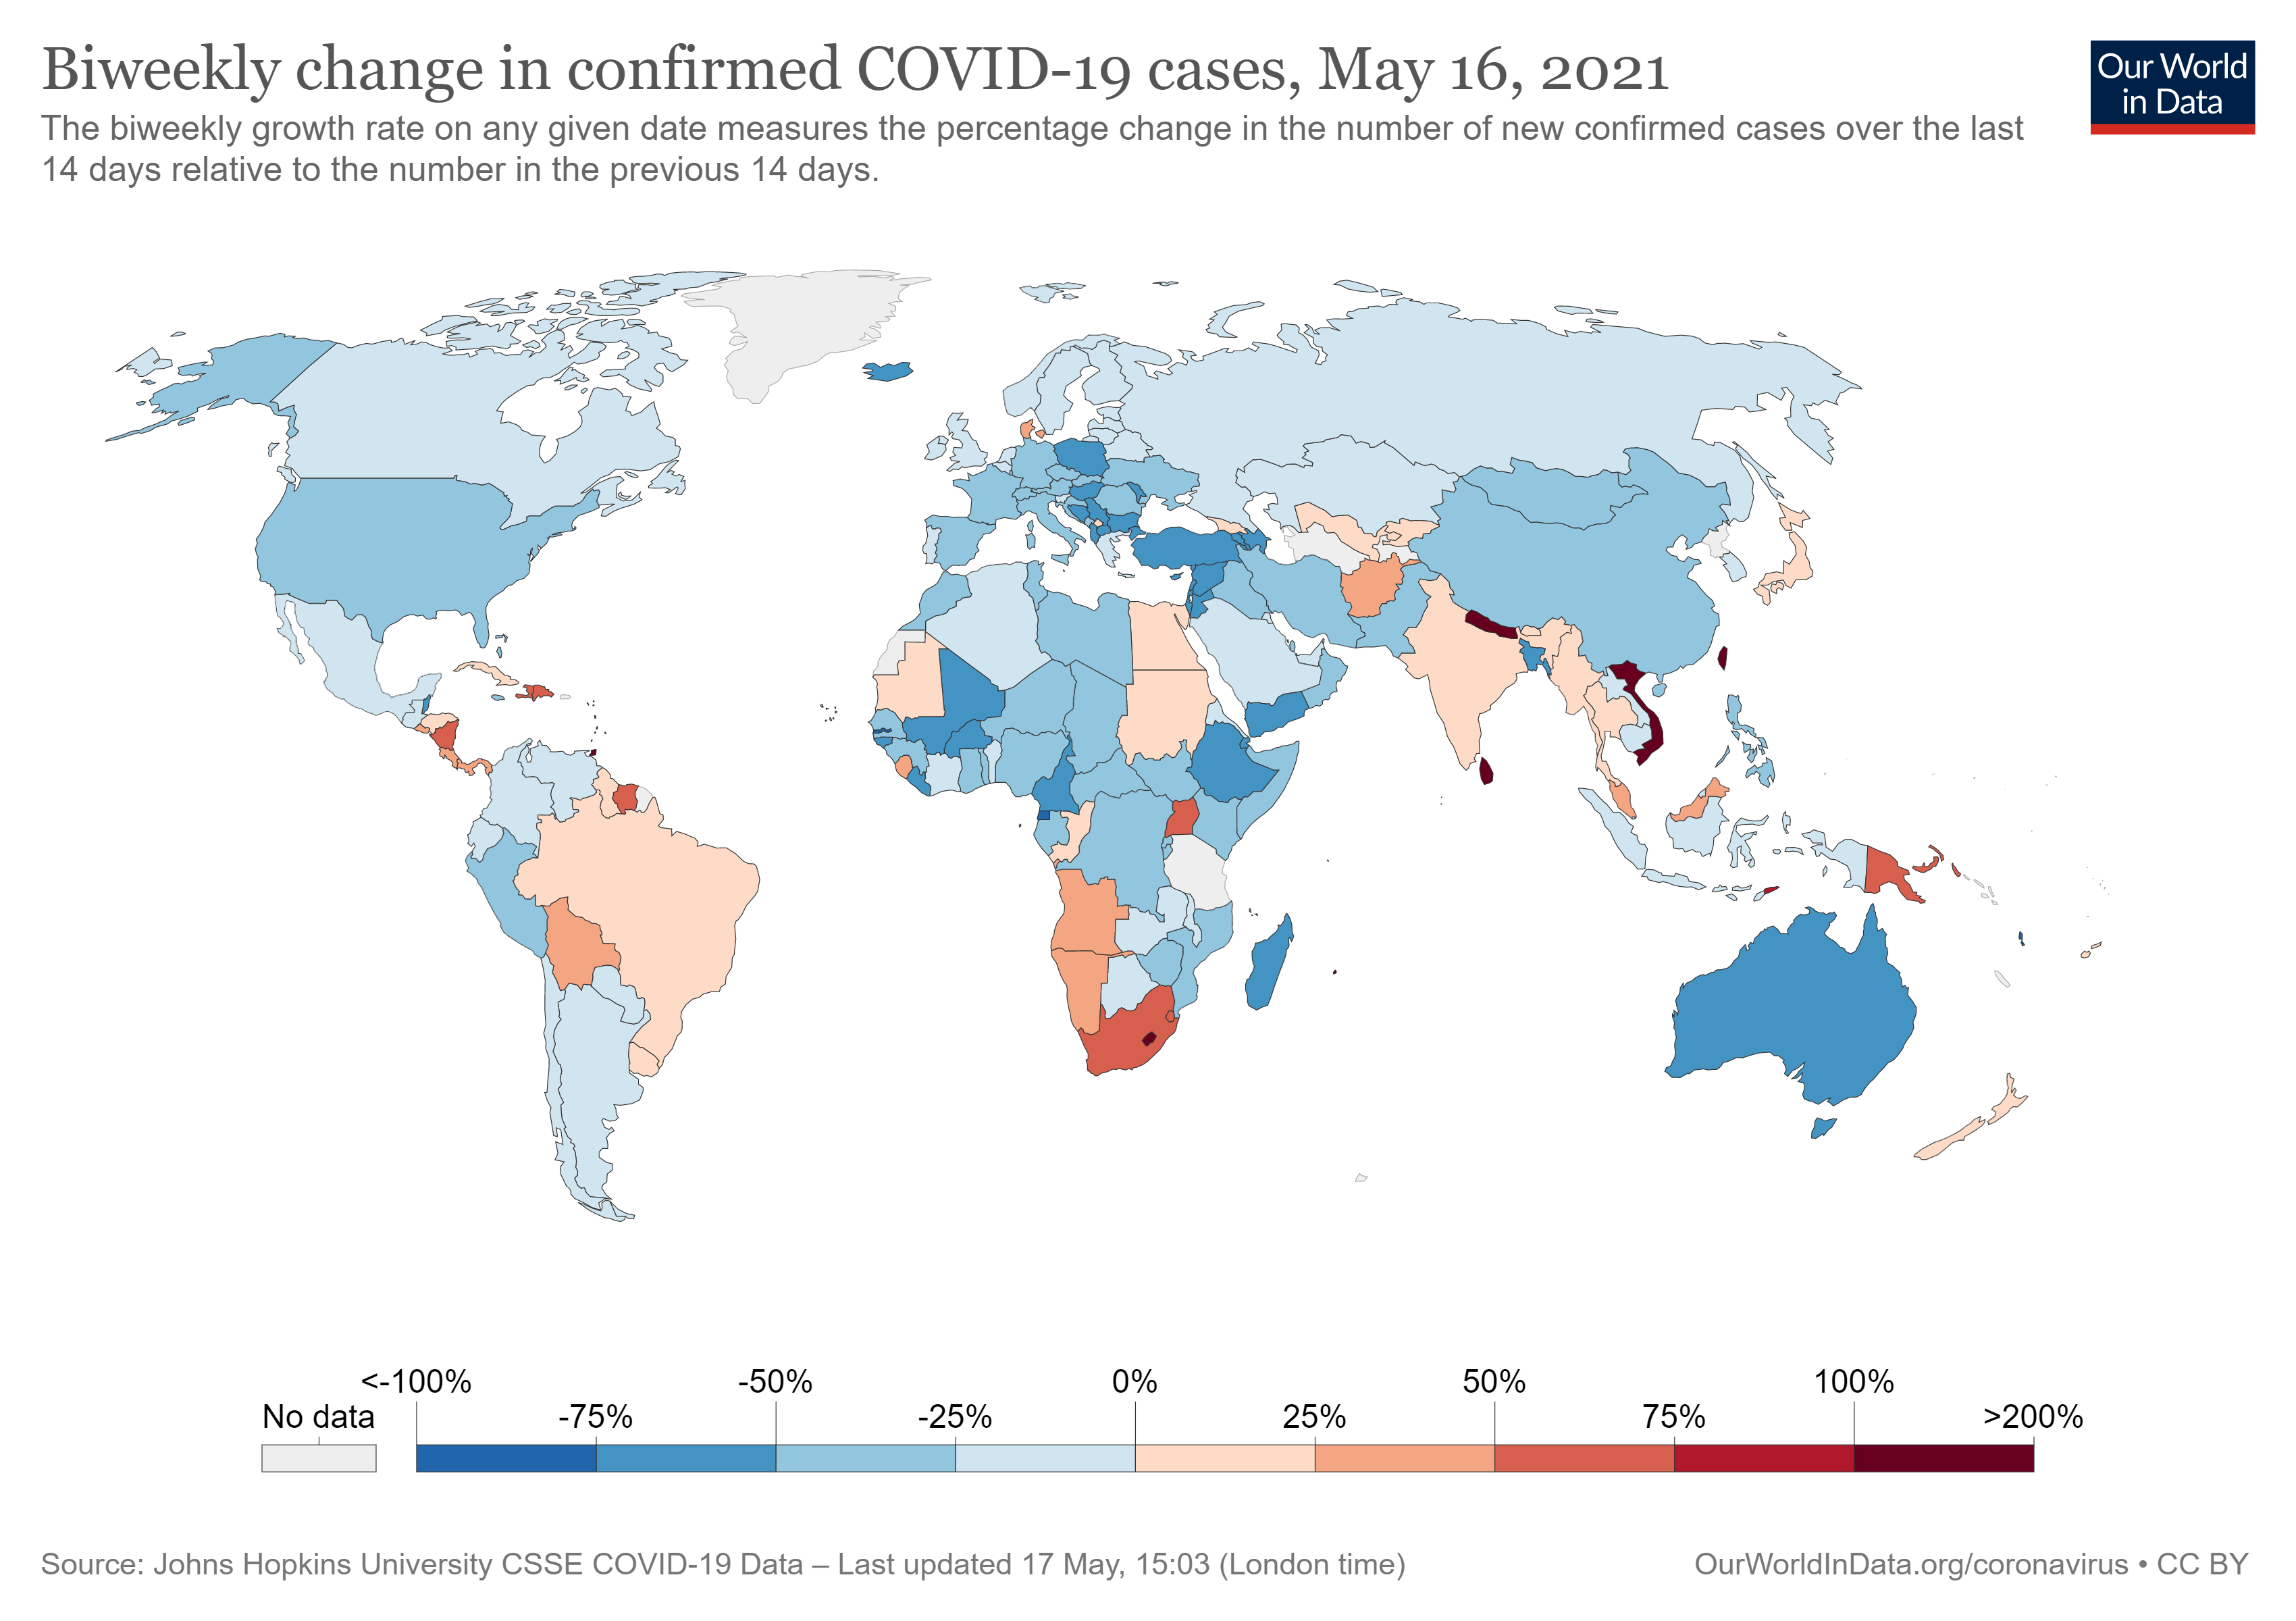 Biweekly change in confirmed COVID-19 cases, May 16, 2021
Our World
in Data
The biweekly growth rate on any given date measures the percentage change in the number of new confirmed cases over the last
14 days relative to the number in the previous 14 days.
<-100% -50% 0% 50% 100%
No data -75% -25% 25% 75% >200%
Source: Johns Hopkins University CSSE COVID-19 Data – Last updated 17 May, 15:03 (London time)
OurWorldInData.org/coronavirus • CC BY